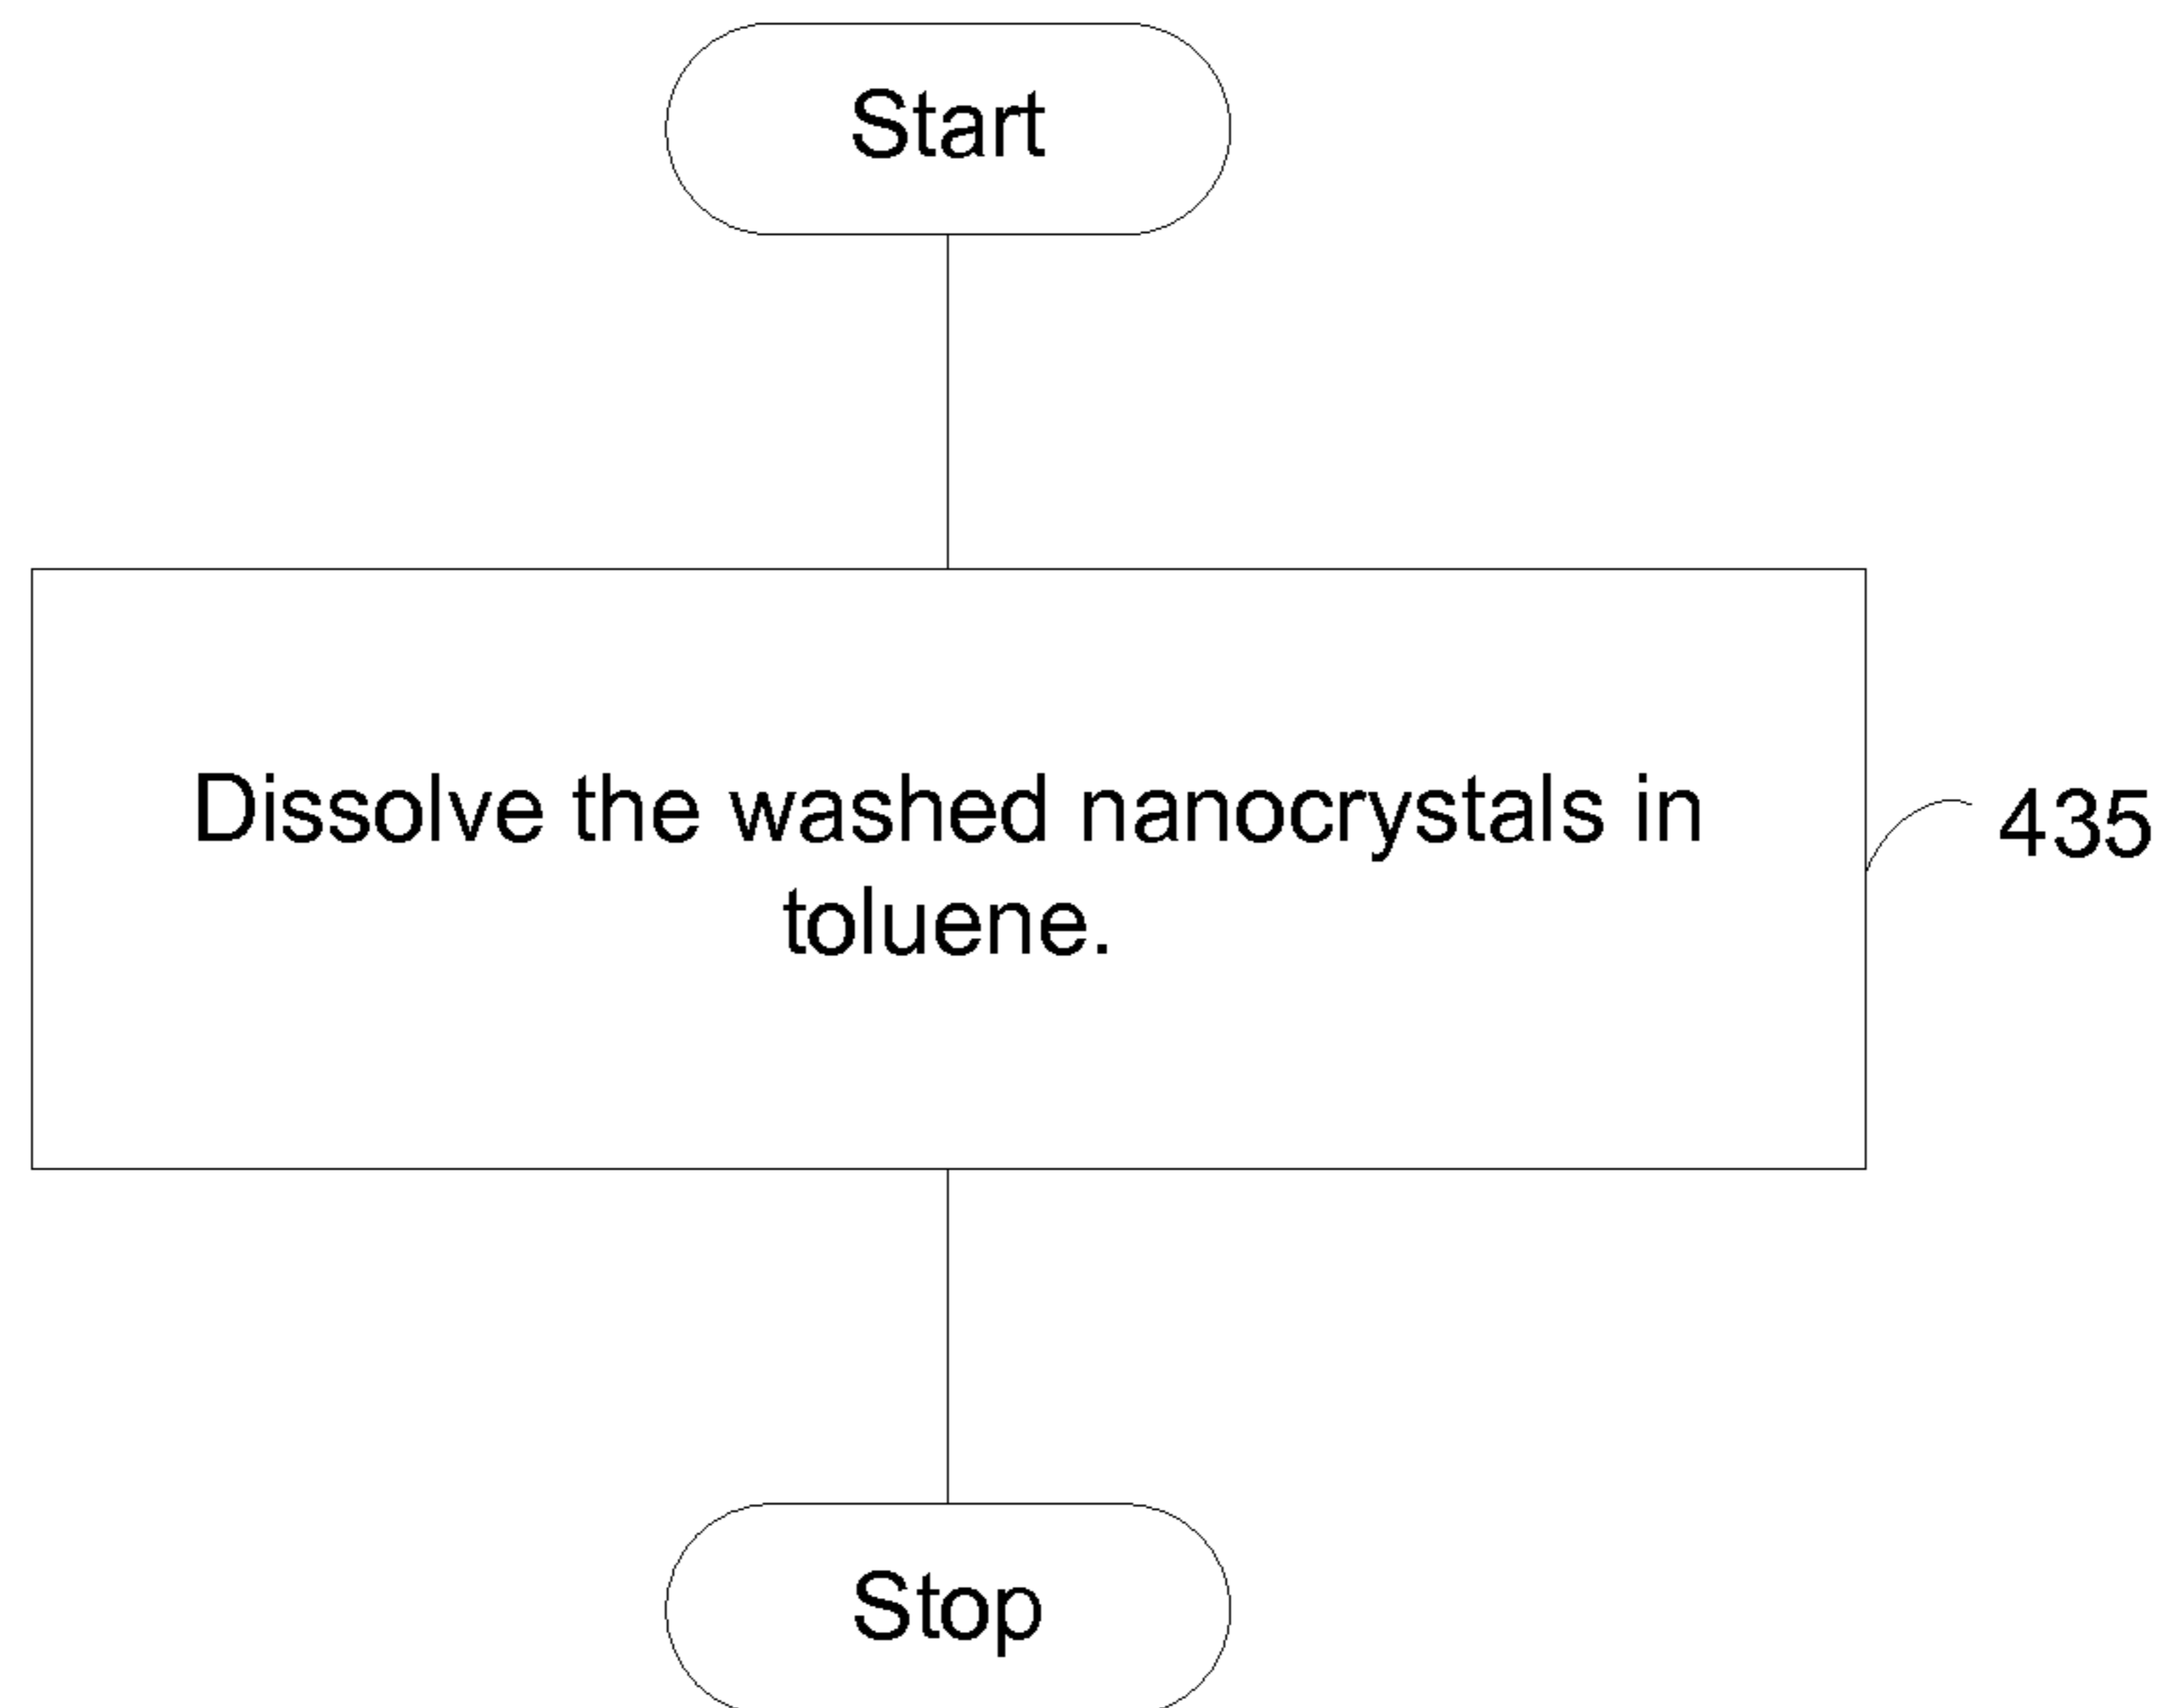 Start
Dissolve the washed nanocrystals in
toluene.
435
Stop